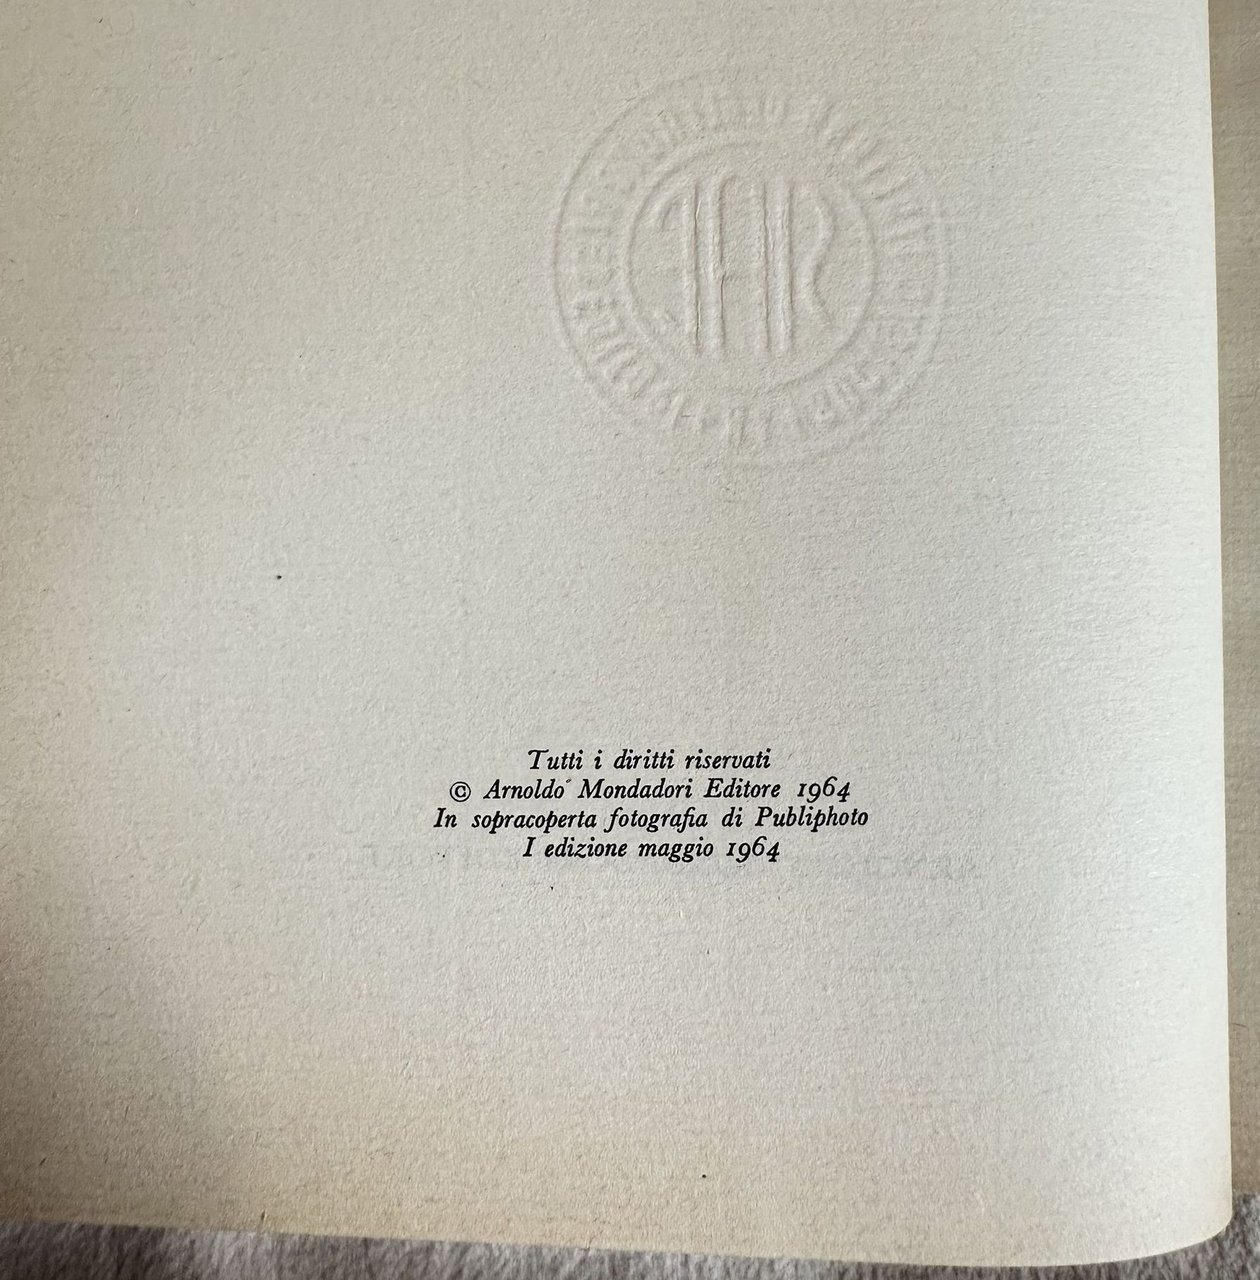 Tutti i diritti riservati
© Arnoldo Mondadori Editore 1964
In sopracoperta fotografia di Publiphoto
I edizione maggio 1964